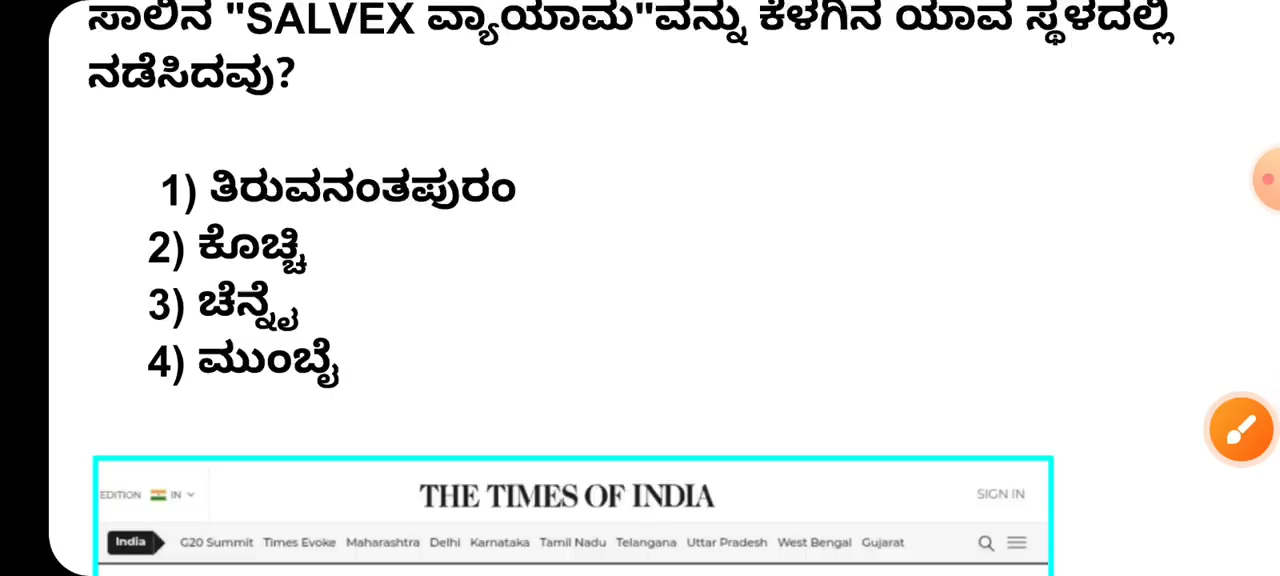 ಸಾಲಿನ "SALVEX ವ್ಯಾಯಾಮ"ವನ್ನು ಕೆಳಗಿನ ಯಾವ ಸ್ಥಳದಲ್ಲಿ
ನಡೆಸಿದವು?
1) ತಿರುವನಂತಪುರಂ
2) ಕೊಚ್ಚಿ
3) ಚೆನ್ನೈ
4) ಮುಂಬೈ
EDITION IN THE TIMES OF INDIA SIGN IN
India G20 Summit Times Evoke Maharashtra Delhi Karnataka Tamil Nadu Telangana Uttar Pradesh West Bengal Gujarat